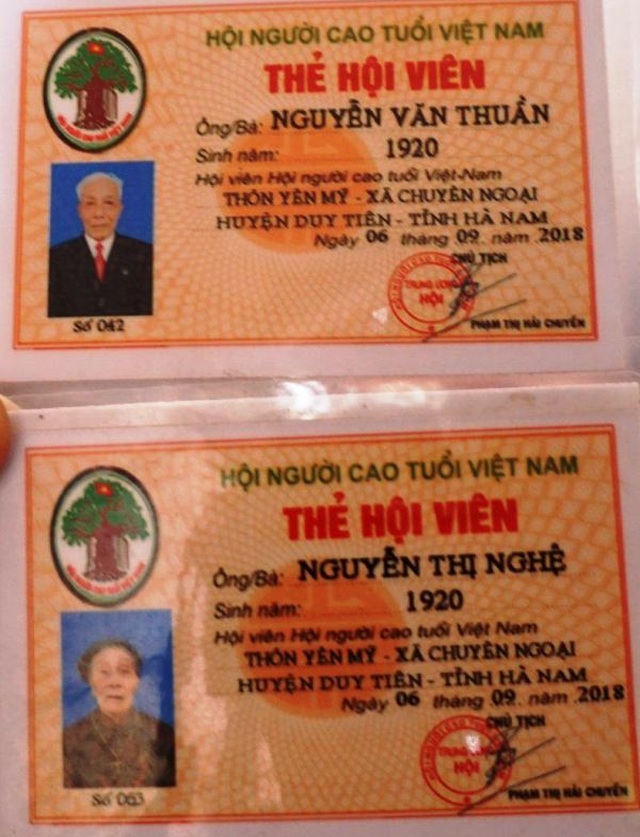 HỘI NGƯỜI CAO TUỔI VIỆT NAM
THẺ HỘI VIÊN
Ông/Bà: NGUYỄN VĂN THUẦN
Sinh năm: 1920
Hội viên Hội người cao tuổi Việt-Nam
THÔN YÊN MỸ - XÃ CHUYÊN NGOẠI
HUYỆN DUY TIÊN - TỈNH HÀ NAM
Ngày 06 tháng 09 năm 2018
CHỦ TỊCH
TRUNG ƯƠNG
HỘI
PHẠM THỊ HẢI CHUYỀN
Số 042
HỘI NGƯỜI CAO TUỔI VIỆT NAM
THẺ HỘI VIÊN
Ông/Bà: NGUYỄN THỊ NGHỆ
Sinh năm: 1920
Hội viên Hội người cao tuổi Việt Nam
THÔN YÊN MỸ - XÃ CHUYÊN NGOẠI
HUYỆN DUY TIÊN - TỈNH HÀ NAM
Ngày 06 tháng 09 năm 2018
CHỦ TỊCH
HỘI
PHẠM THỊ HẢI CHUYỀN
Số 053